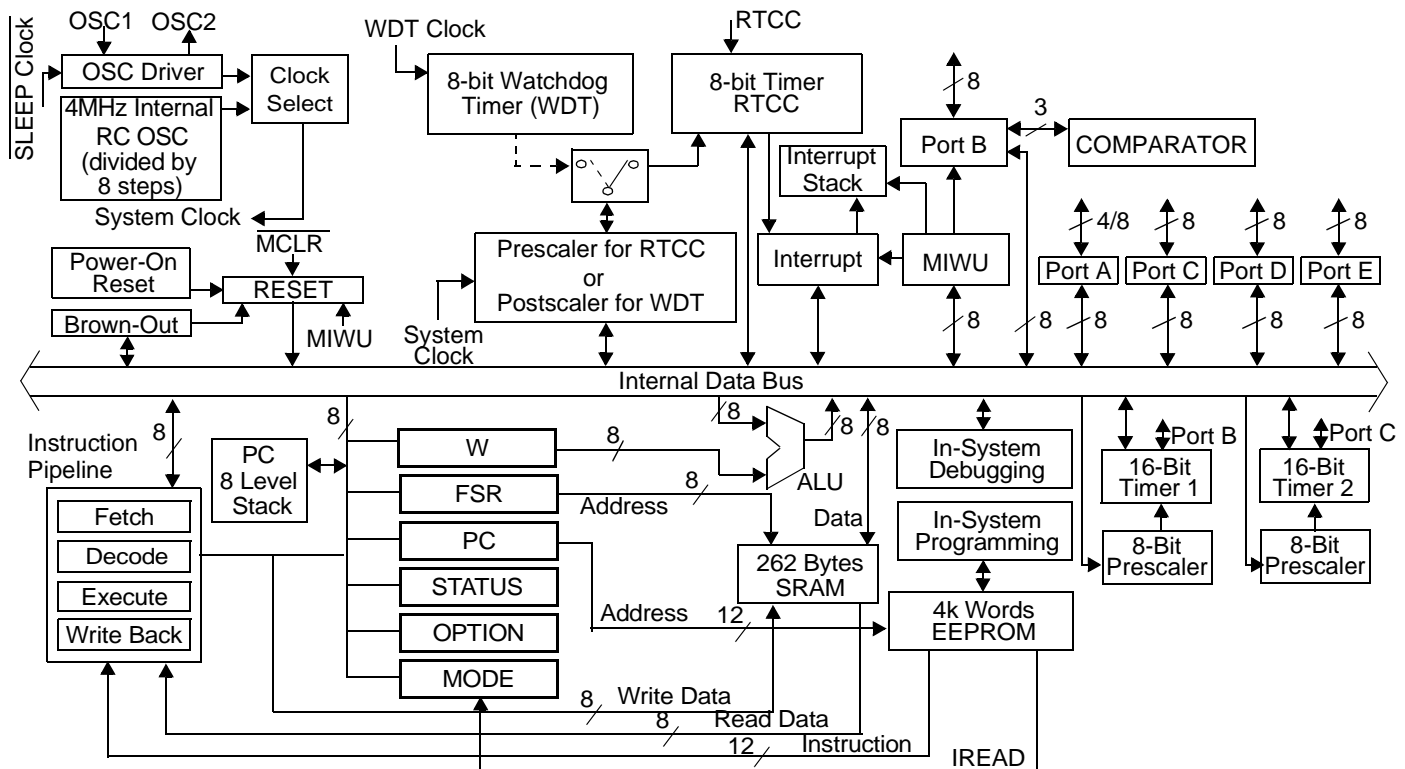 OSC1
OSC2
SLEEP Clock
OSC Driver
Clock
Select
4MHz Internal
RC OSC
(divided by
8 steps)
System Clock
WDT Clock
8-bit Watchdog
Timer (WDT)
RTCC
8-bit Timer
RTCC
8
3
Port B
COMPARATOR
Interrupt
Stack
Interrupt
MIWU
Prescaler for RTCC
or
Postscaler for WDT
System
Clock
MCLR
Power-On
Reset
RESET
Brown-Out
MIWU
4/8
8
8
8
Port A
Port C
Port D
Port E
8
8
8
8
8
8
Internal Data Bus
Instruction
Pipeline
8
Fetch
Decode
Execute
Write Back
PC
8 Level
Stack
8
W
FSR
PC
STATUS
OPTION
MODE
8
8
Address
8
8
8
ALU
Data
262 Bytes
SRAM
In-System
Debugging
In-System
Programming
4k Words
EEPROM
Address
12
Port B
16-Bit
Timer 1
8-Bit
Prescaler
Port C
16-Bit
Timer 2
8-Bit
Prescaler
8
Write Data
8
Read Data
12
Instruction
IREAD